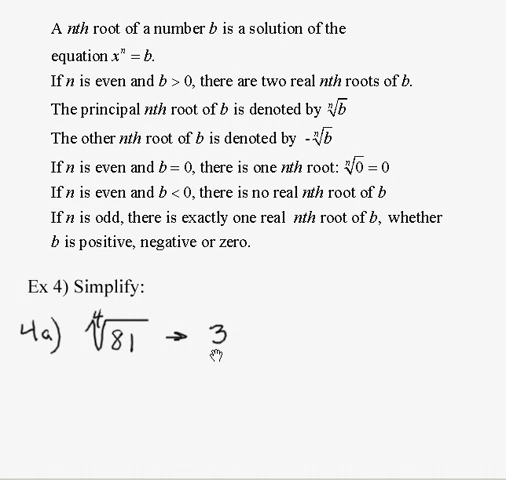 A nth root of a number b is a solution of the
equation xⁿ = b.
If n is even and b > 0, there are two real nth roots of b.
The principal nth root of b is denoted by ⁿ√b
The other nth root of b is denoted by -ⁿ√b
If n is even and b = 0, there is one nth root: ⁿ√0 = 0
If n is even and b < 0, there is no real nth root of b
If n is odd, there is exactly one real nth root of b, whether
b is positive, negative or zero.
Ex 4) Simplify:
4a) ⁴√81 → 3